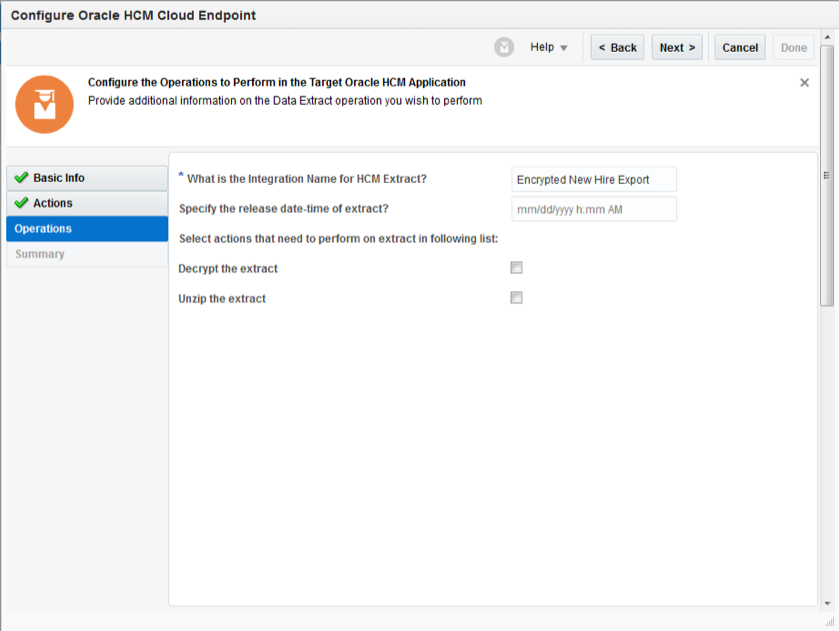 Configure Oracle HCM Cloud Endpoint
Help
< Back
Next >
Cancel
Done
Configure the Operations to Perform in the Target Oracle HCM Application
Provide additional information on the Data Extract operation you wish to perform
Basic Info
Actions
Operations
Summary
* What is the Integration Name for HCM Extract? Encrypted New Hire Export
Specify the release date-time of extract? mm/dd/yyyy h:mm AM
Select actions that need to perform on extract in following list:
Decrypt the extract
Unzip the extract